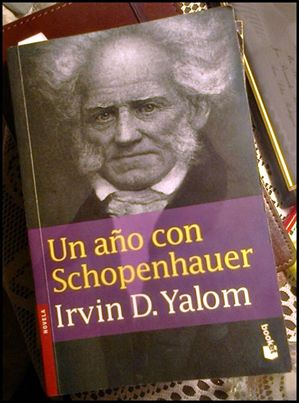 Un año con
Schopenhauer
Irvin D. Yalom
NOVELA
booket